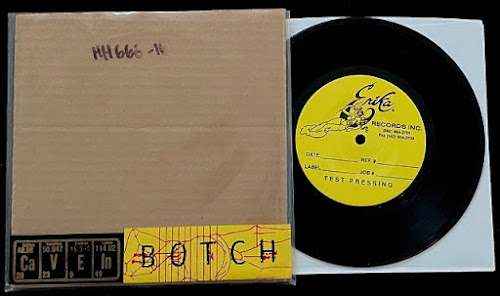 HH666-11
Ca V E In
BOTCH
Erika
RECORDS INC.
DATE REF. #
LABEL JOB #
TEST PRESSING